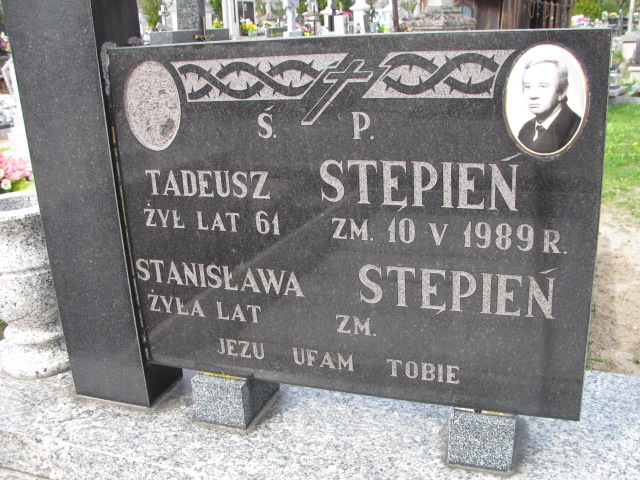 Ś. P.
TADEUSZ STĘPIEŃ
ŻYŁ LAT 61 ZM. 10 V 1989 R.
STANISŁAWA STĘPIEŃ
ŻYŁA LAT ZM.
JEZU UFAM TOBIE